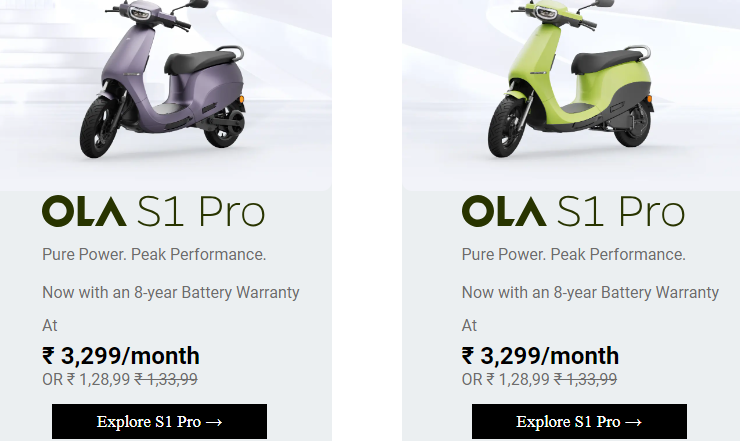 OLA S1 Pro
Pure Power. Peak Performance.
Now with an 8-year Battery Warranty
At
₹ 3,299/month
OR ₹ 1,28,99 ₹ 1,33,99
Explore S1 Pro →
OLA S1 Pro
Pure Power. Peak Performance.
Now with an 8-year Battery Warranty
At
₹ 3,299/month
OR ₹ 1,28,99 ₹ 1,33,99
Explore S1 Pro →